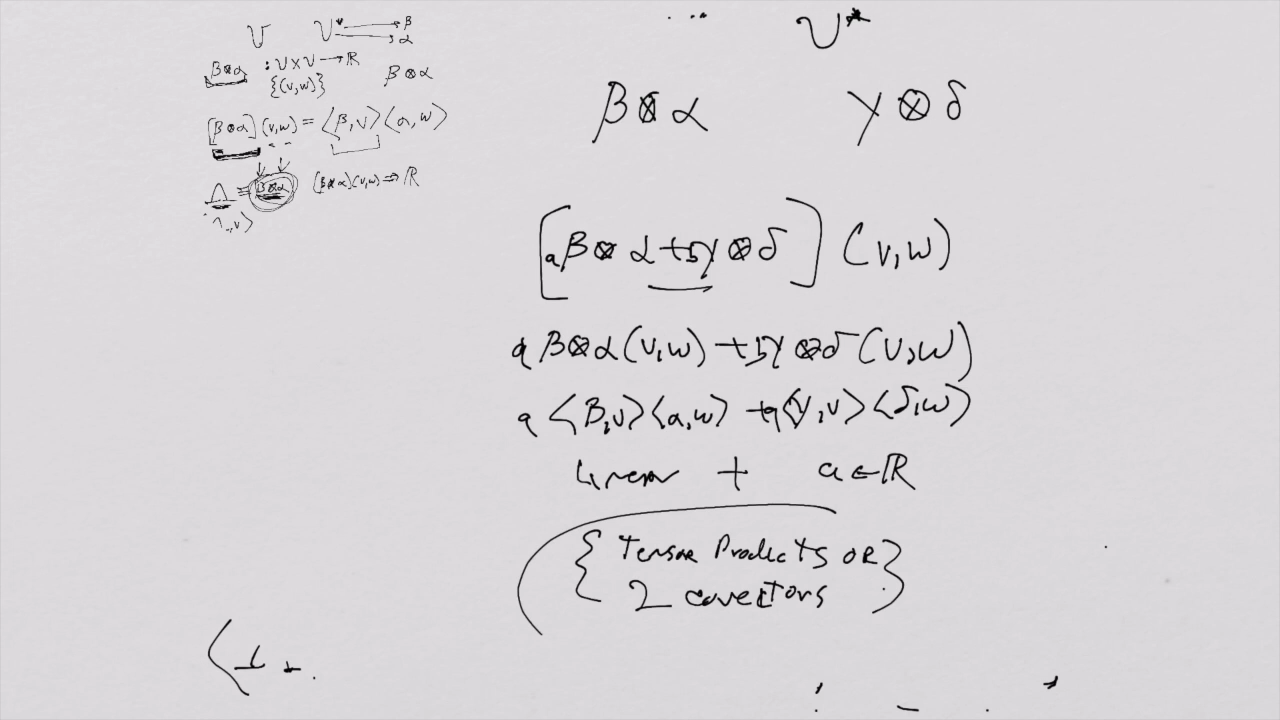 V V* → β
→ α
β⊗α : V×V → ℝ β⊗α
{(v,w)}
[β⊗α](v,w) = ⟨β,v⟩⟨α,w⟩
β⊗α (β⊗α)(v,w) → ℝ
V*
β⊗α γ⊗δ
[aβ⊗α + bγ⊗δ] (v,w)
aβ⊗α(v,w) + bγ⊗δ(v,w)
a⟨β,v⟩⟨α,w⟩ + a⟨γ,v⟩⟨δ,w⟩
linear + a∈ℝ
{Tensor Products OR
2 covectors}